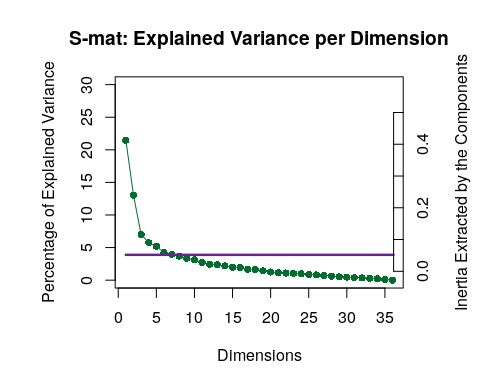 S-mat: Explained Variance per Dimension
Percentage of Explained Variance
30
25
20
15
10
5
0
0.4
0.2
0.0
Inertia Extracted by the Components
0 5 10 15 20 25 30 35
Dimensions